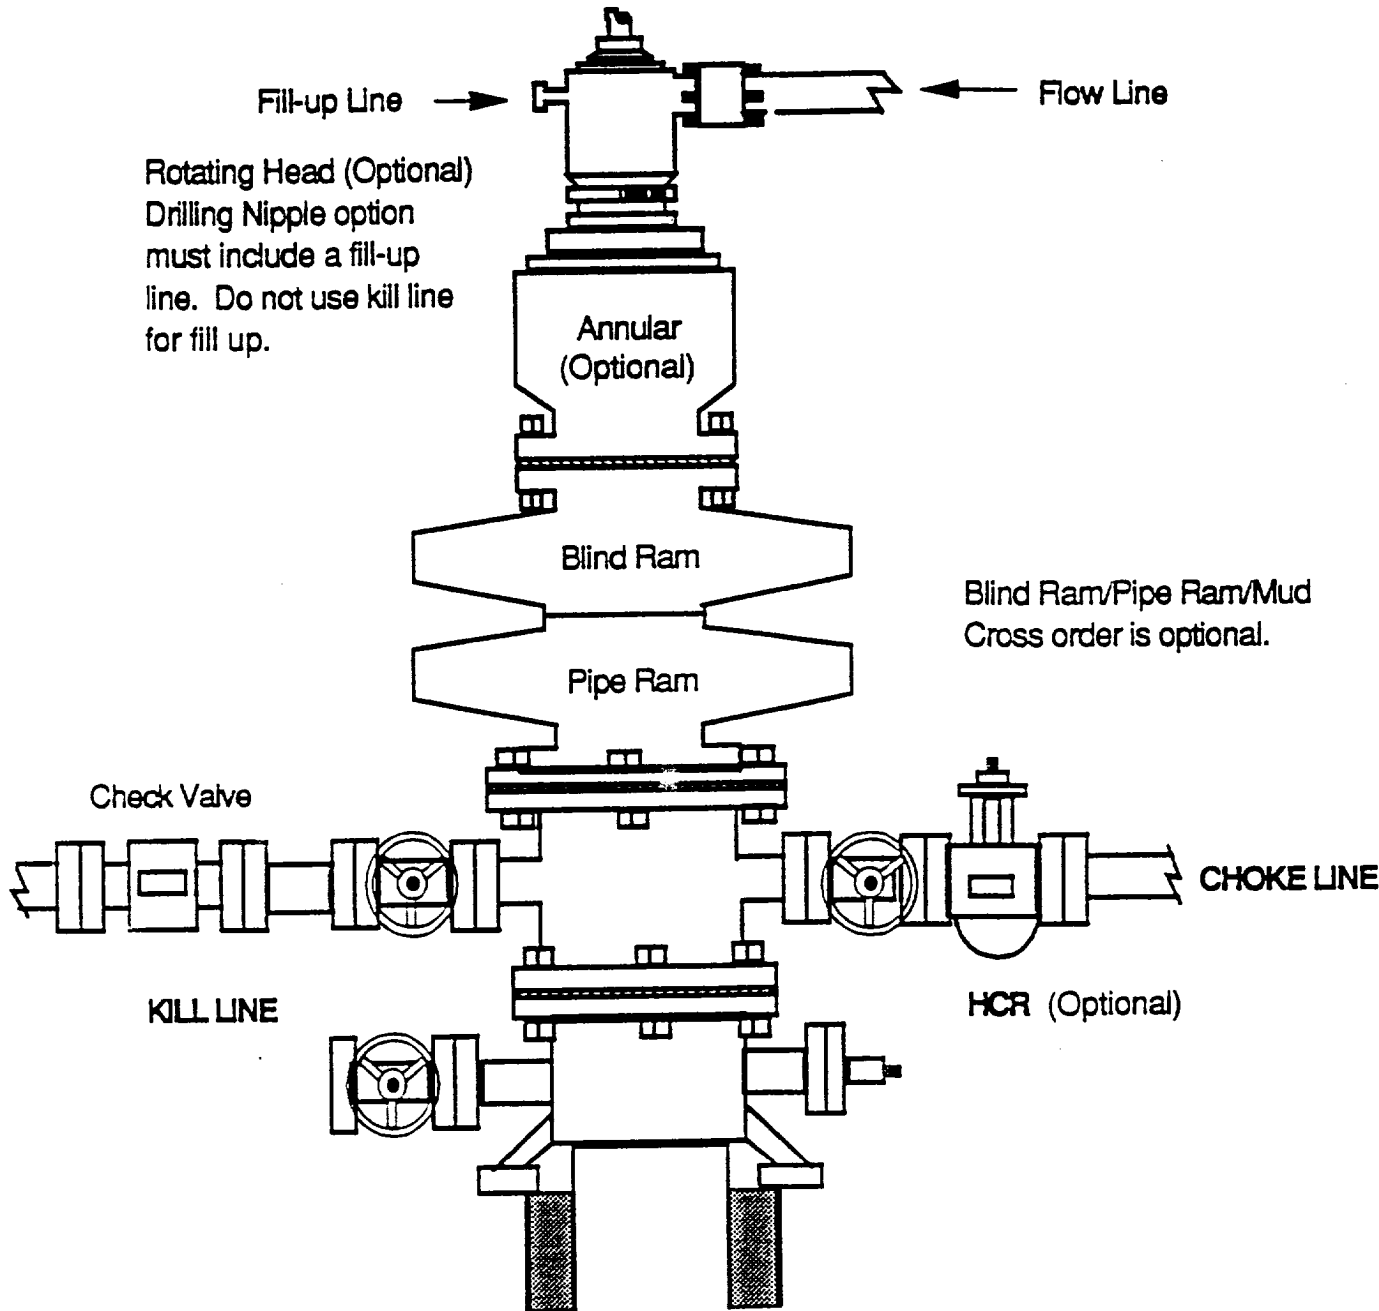 Fill-up Line
Flow Line
Rotating Head (Optional)
Drilling Nipple option
must include a fill-up
line. Do not use kill line
for fill up.
Annular
(Optional)
Blind Ram
Blind Ram/Pipe Ram/Mud
Cross order is optional.
Pipe Ram
Check Valve
CHOKE LINE
KILL LINE
HCR (Optional)